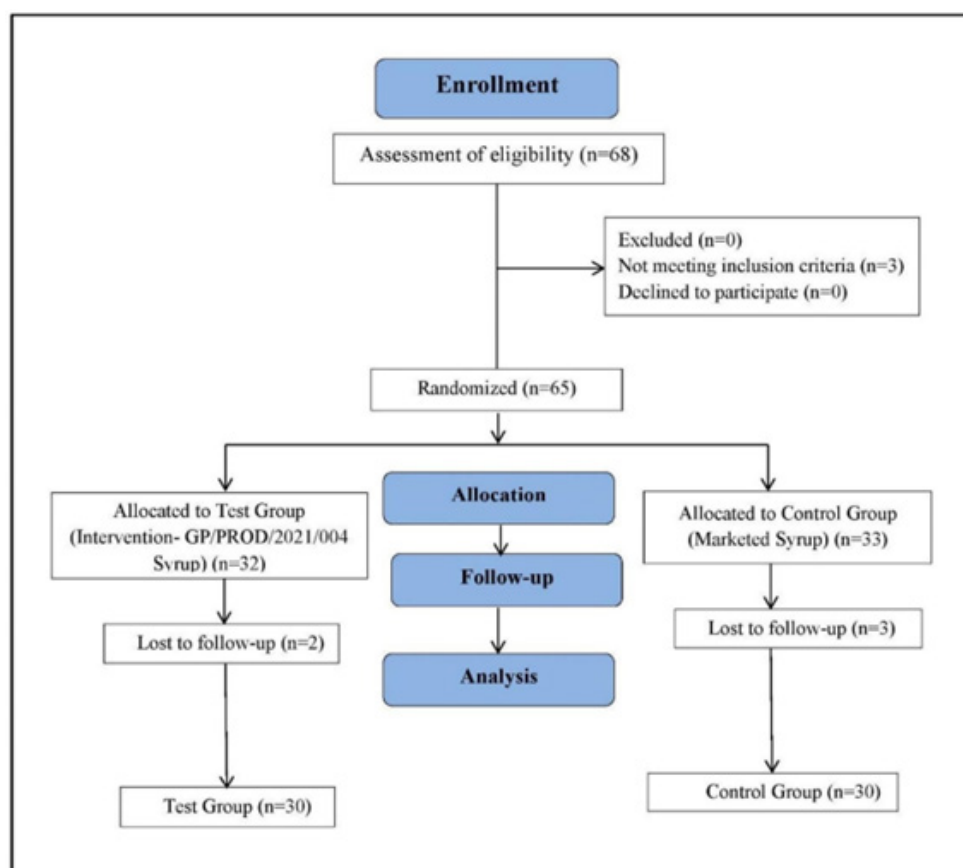 Enrollment
Assessment of eligibility (n=68)
Excluded (n=0)
Not meeting inclusion criteria (n=3)
Declined to participate (n=0)
Randomized (n=65)
Allocated to Test Group
(Intervention- GP/PROD/2021/004
Syrup) (n=32)
Allocation
Allocated to Control Group
(Marketed Syrup) (n=33)
Follow-up
Lost to follow-up (n=2)
Lost to follow-up (n=3)
Analysis
Test Group (n=30)
Control Group (n=30)